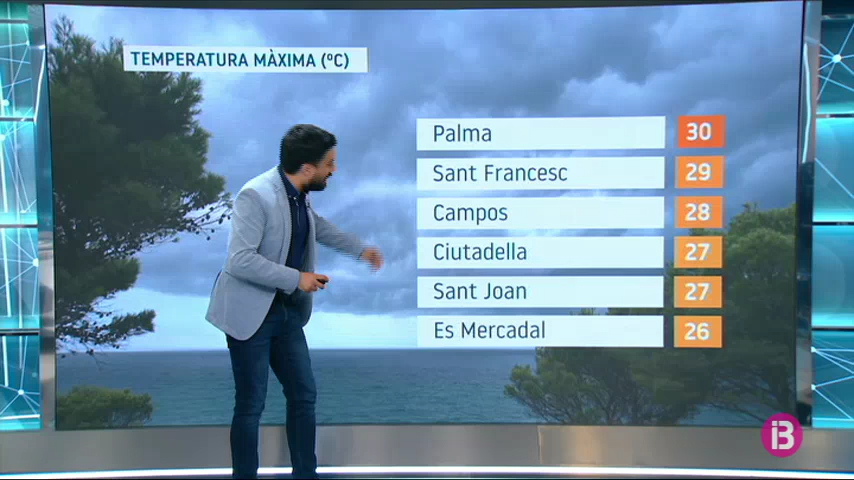 TEMPERATURA MÀXIMA (ºC)
Palma 30
Sant Francesc 29
Campos 28
Ciutadella 27
Sant Joan 27
Es Mercadal 26